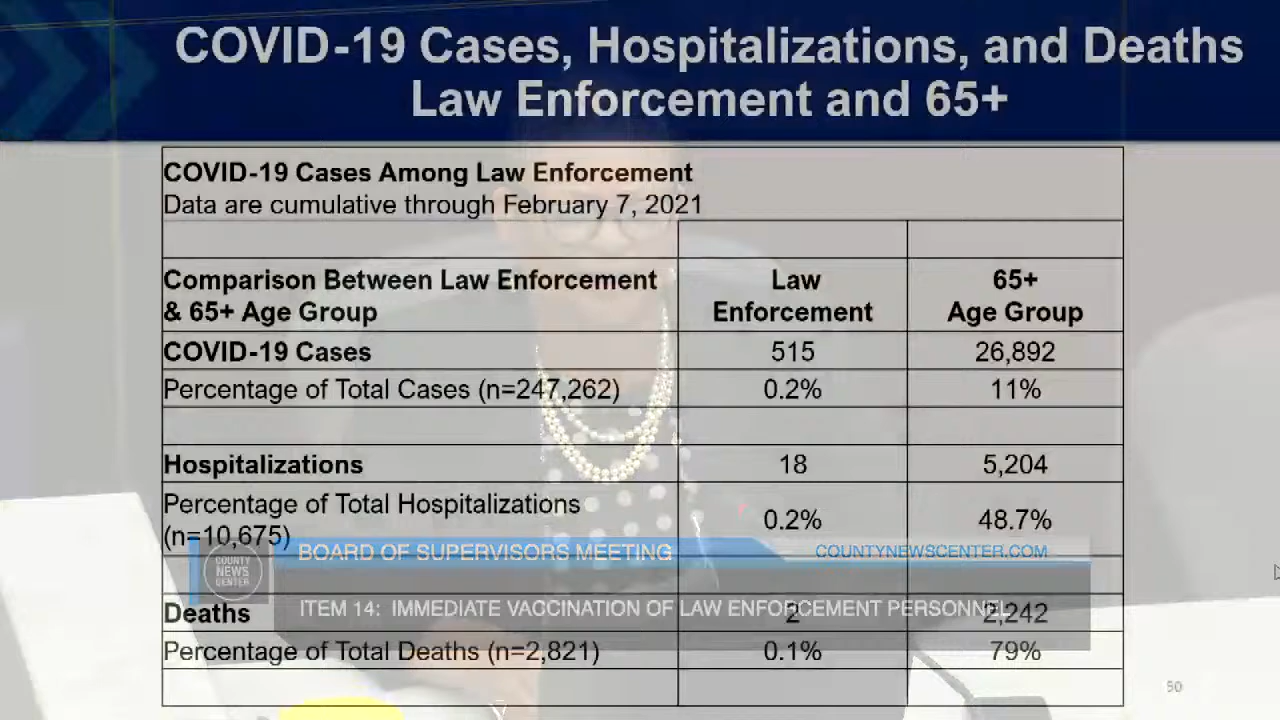 COVID-19 Cases, Hospitalizations, and Deaths
Law Enforcement and 65+
COVID-19 Cases Among Law Enforcement
Data are cumulative through February 7, 2021
Comparison Between Law Enforcement
& 65+ Age Group
Law
Enforcement
65+
Age Group
COVID-19 Cases 515 26,892
Percentage of Total Cases (n=247,262) 0.2% 11%
Hospitalizations 18 5,204
Percentage of Total Hospitalizations
(n=10,675) 0.2% 48.7%
BOARD OF SUPERVISORS MEETING COUNTYNEWSCENTER.COM
COUNTY
NEWS
CENTER
ITEM 14: IMMEDIATE VACCINATION OF LAW ENFORCEMENT PERSONNEL
Deaths 2 2,242
Percentage of Total Deaths (n=2,821) 0.1% 79%
90